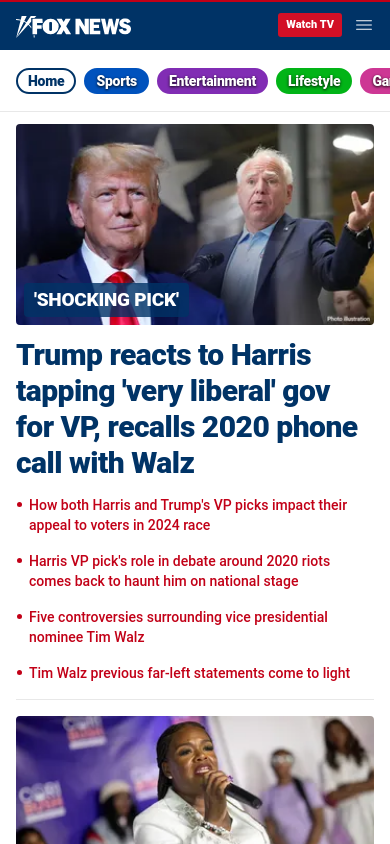 FOX NEWS
Watch TV
Home
Sports
Entertainment
Lifestyle
Ga
'SHOCKING PICK'
Photo Illustration
Trump reacts to Harris
tapping 'very liberal' gov
for VP, recalls 2020 phone
call with Walz
• How both Harris and Trump's VP picks impact their
appeal to voters in 2024 race
• Harris VP pick's role in debate around 2020 riots
comes back to haunt him on national stage
• Five controversies surrounding vice presidential
nominee Tim Walz
• Tim Walz previous far-left statements come to light
CORI
BUSH